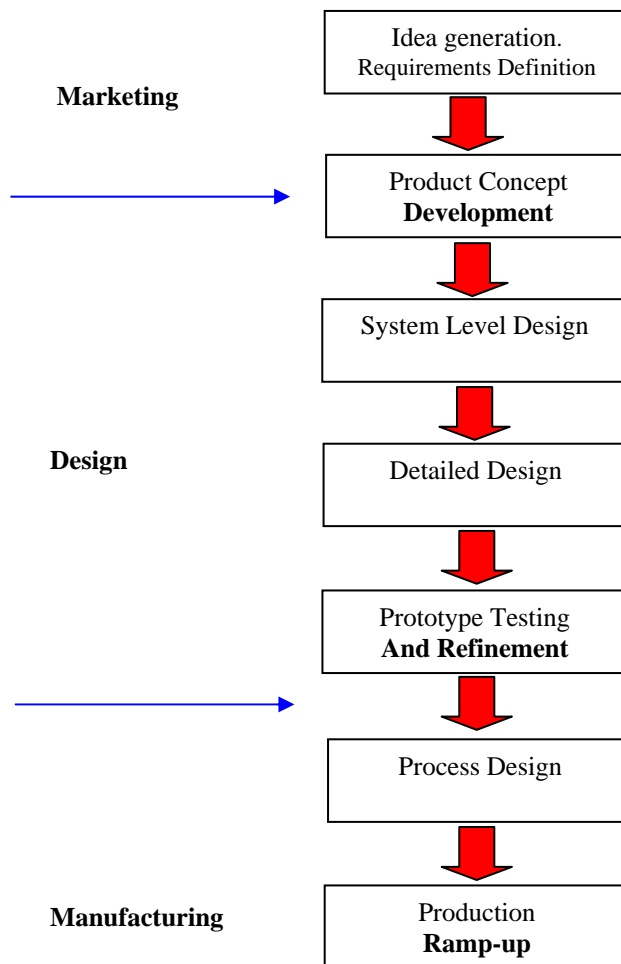 Idea generation.
Requirements Definition
Marketing
Product Concept
Development
System Level Design
Design
Detailed Design
Prototype Testing
And Refinement
Process Design
Manufacturing
Production
Ramp-up